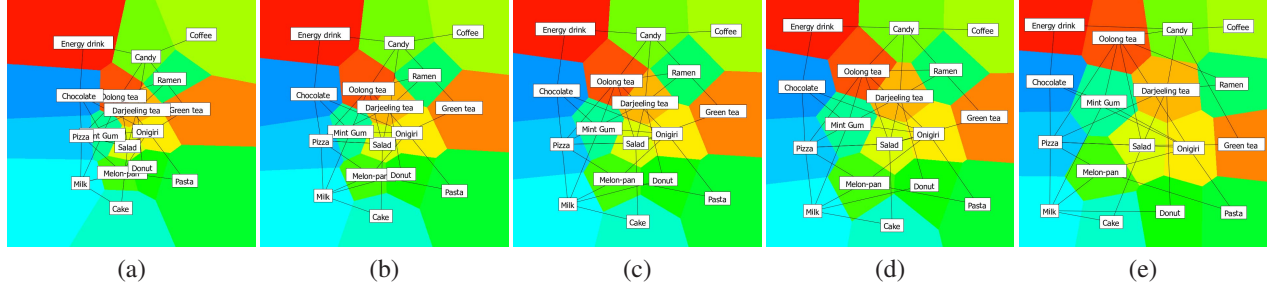 Energy drink
Coffee
Candy
Ramen
Chocolate
Oolong tea
Darjeeling tea
Green tea
Pizza
nt Gum
Onigiri
Salad
Melon-pan
Donut
Milk
Pasta
Cake
(a)
Energy drink
Coffee
Candy
Ramen
Oolong tea
Chocolate
Darjeeling tea
Green tea
Mint Gum
Onigiri
Pizza
Salad
Melon-pan
Donut
Milk
Pasta
Cake
(b)
Energy drink
Candy
Coffee
Ramen
Oolong tea
Chocolate
Darjeeling tea
Green tea
Mint Gum
Onigiri
Pizza
Salad
Melon-pan
Donut
Milk
Pasta
Cake
(c)
Energy drink
Candy
Coffee
Oolong tea
Ramen
Chocolate
Darjeeling tea
Green tea
Mint Gum
Onigiri
Pizza
Salad
Melon-pan
Donut
Milk
Pasta
Cake
(d)
Energy drink
Candy
Coffee
Oolong tea
Chocolate
Ramen
Darjeeling tea
Mint Gum
Pizza
Salad
Onigiri
Green tea
Melon-pan
Milk
Donut
Pasta
Cake
(e)